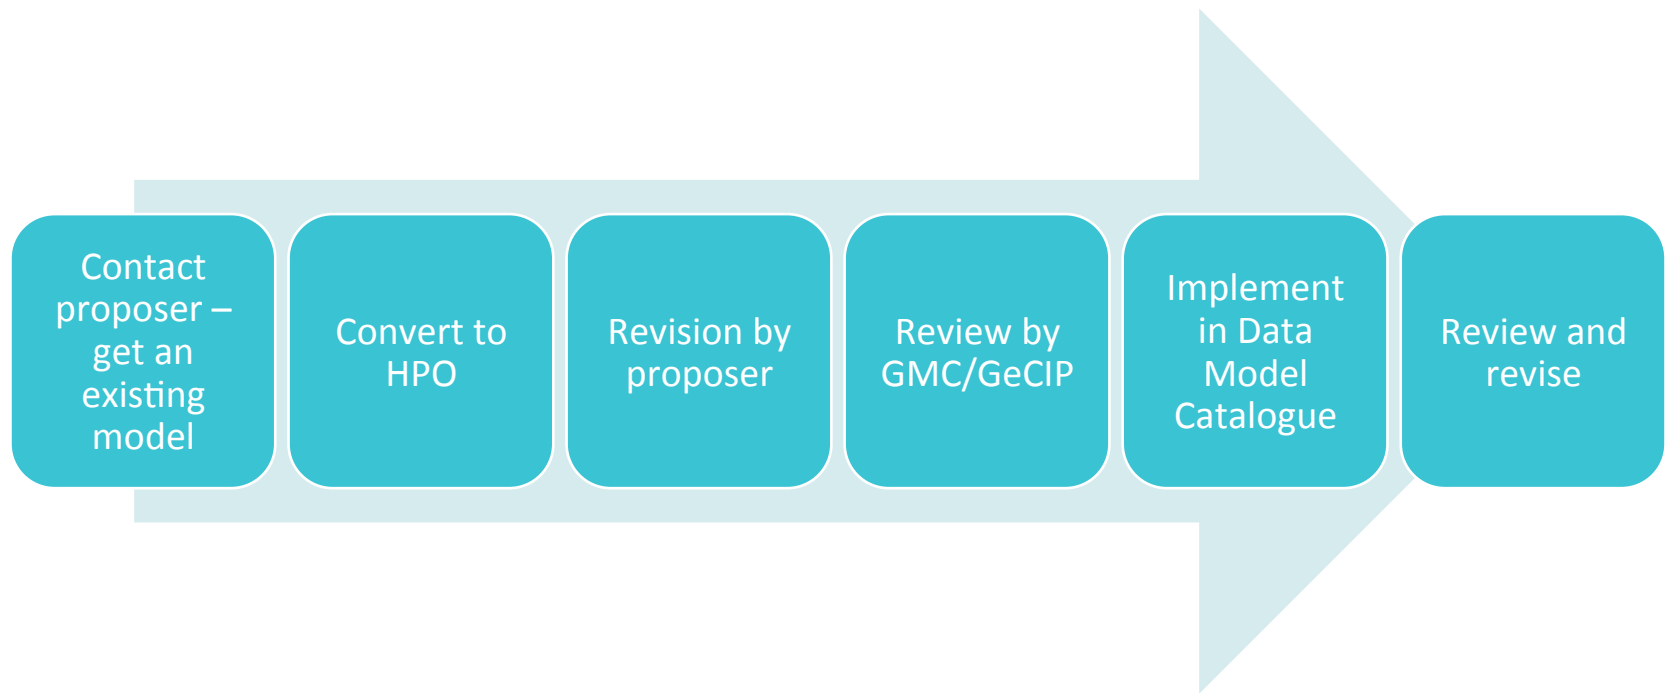 Contact
proposer –
get an
existing
model
Convert to
HPO
Revision by
proposer
Review by
GMC/GeCIP
Implement
in Data
Model
Catalogue
Review and
revise